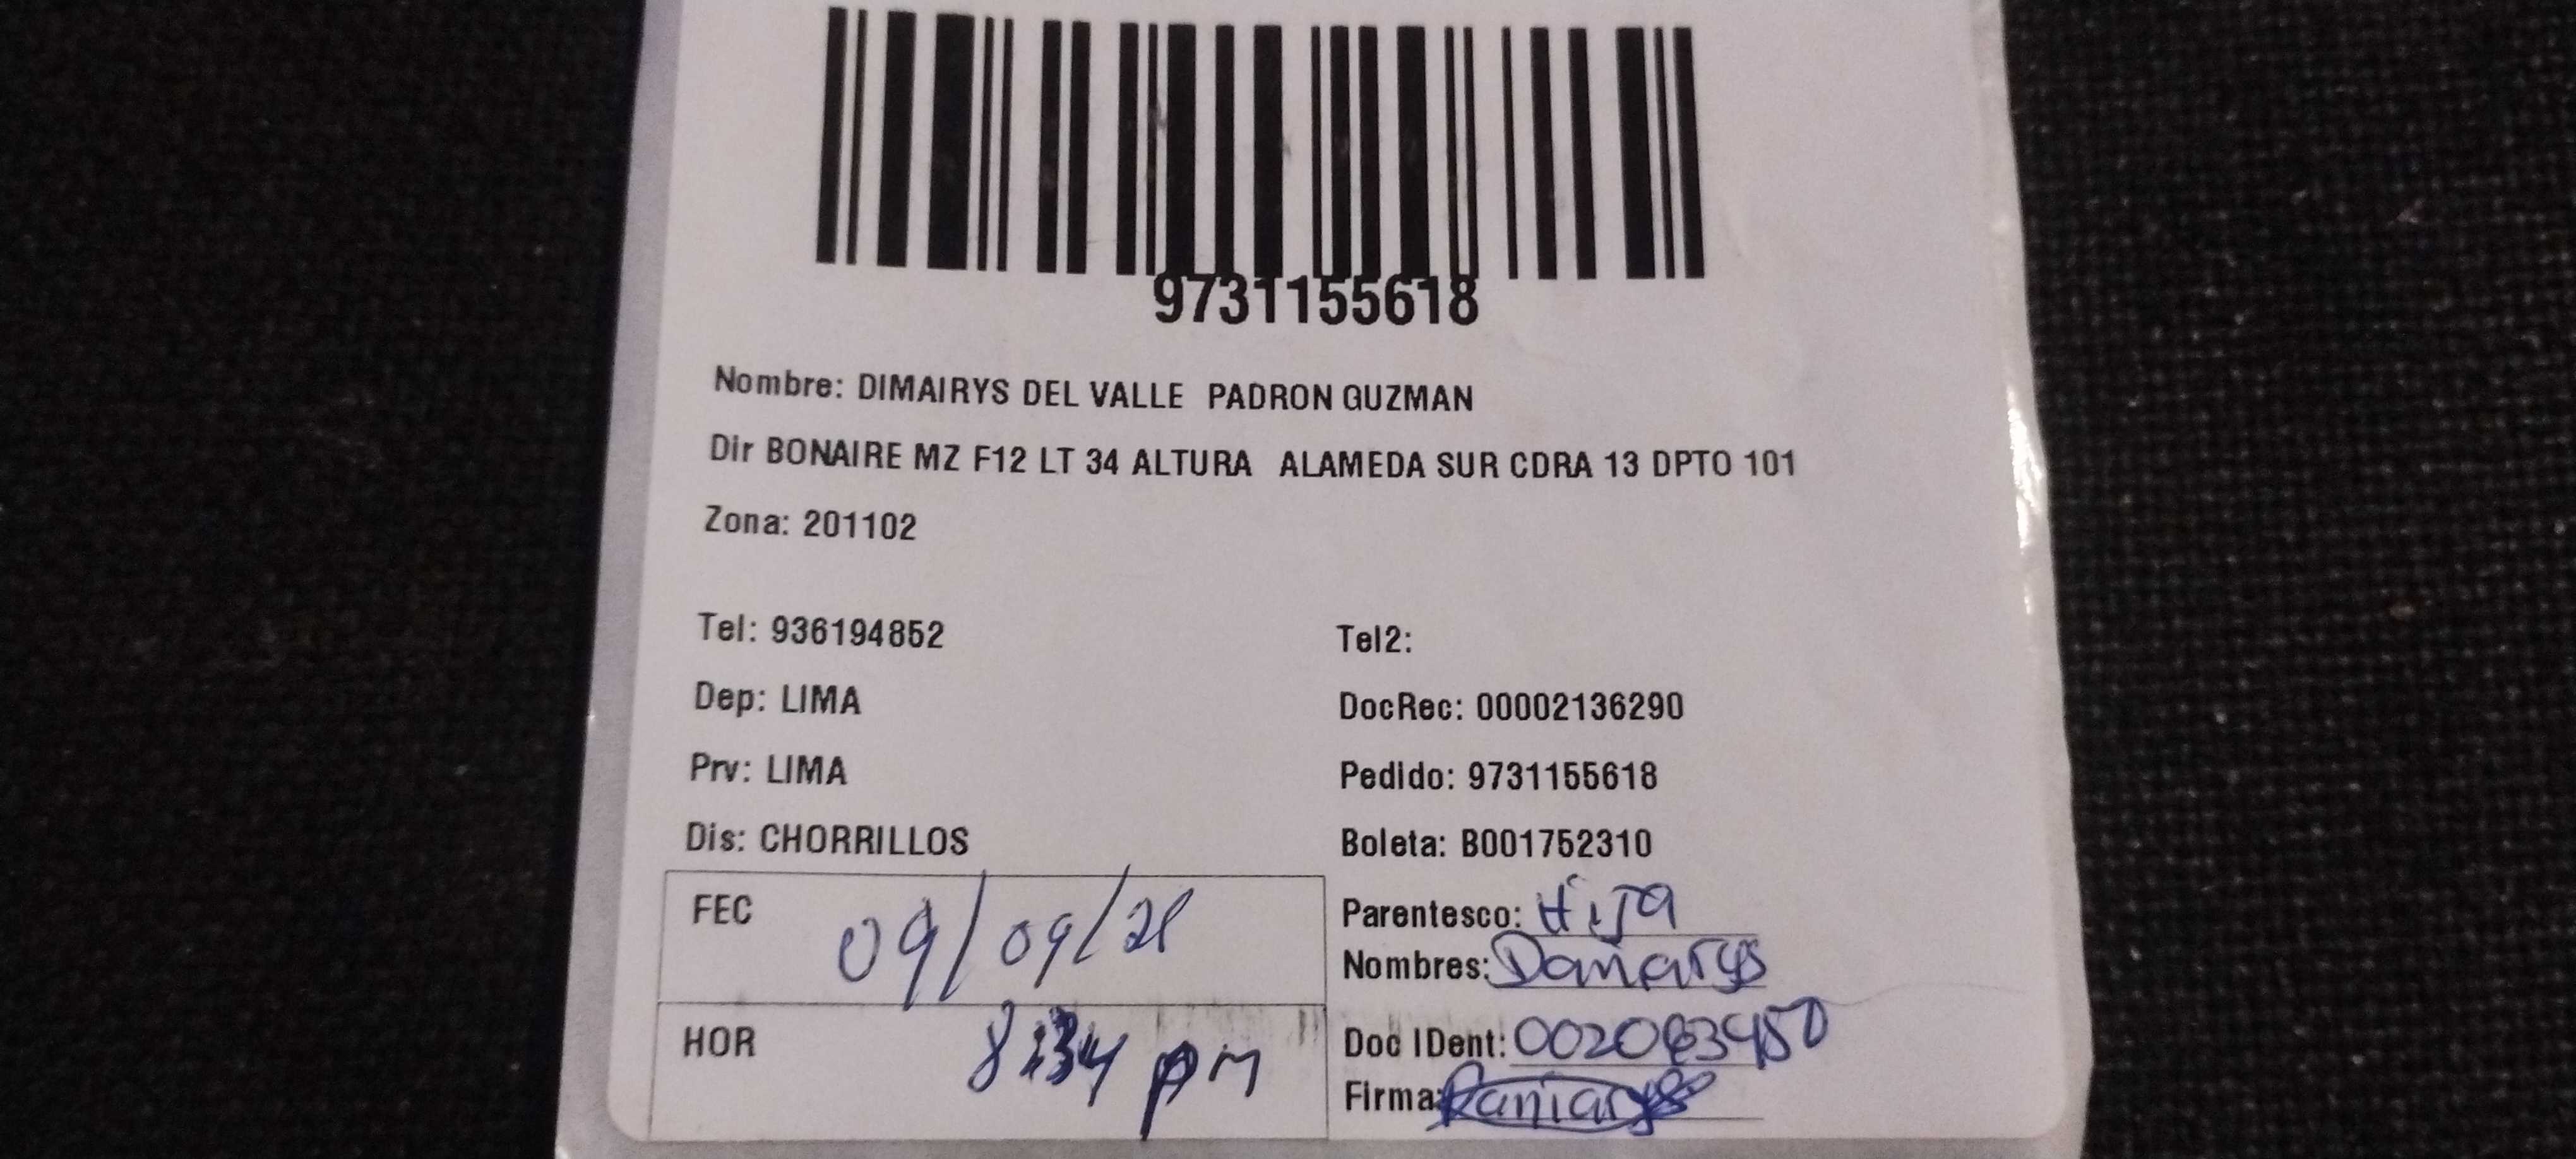 9731155618
Nombre: DIMAIRYS DEL VALLE PADRON GUZMAN
Dir BONAIRE MZ F12 LT 34 ALTURA ALAMEDA SUR CDRA 13 DPTO 101
Zona: 201102
Tel: 936194852 Tel2:
Dep: LIMA DocRec: 00002136290
Prv: LIMA Pedido: 9731155618
Dis: CHORRILLOS Boleta: B001752310
FEC 09/09/21 Parentesco: HIJA
Nombres:
HOR 8:34 pm Doc IDent:
Firma: